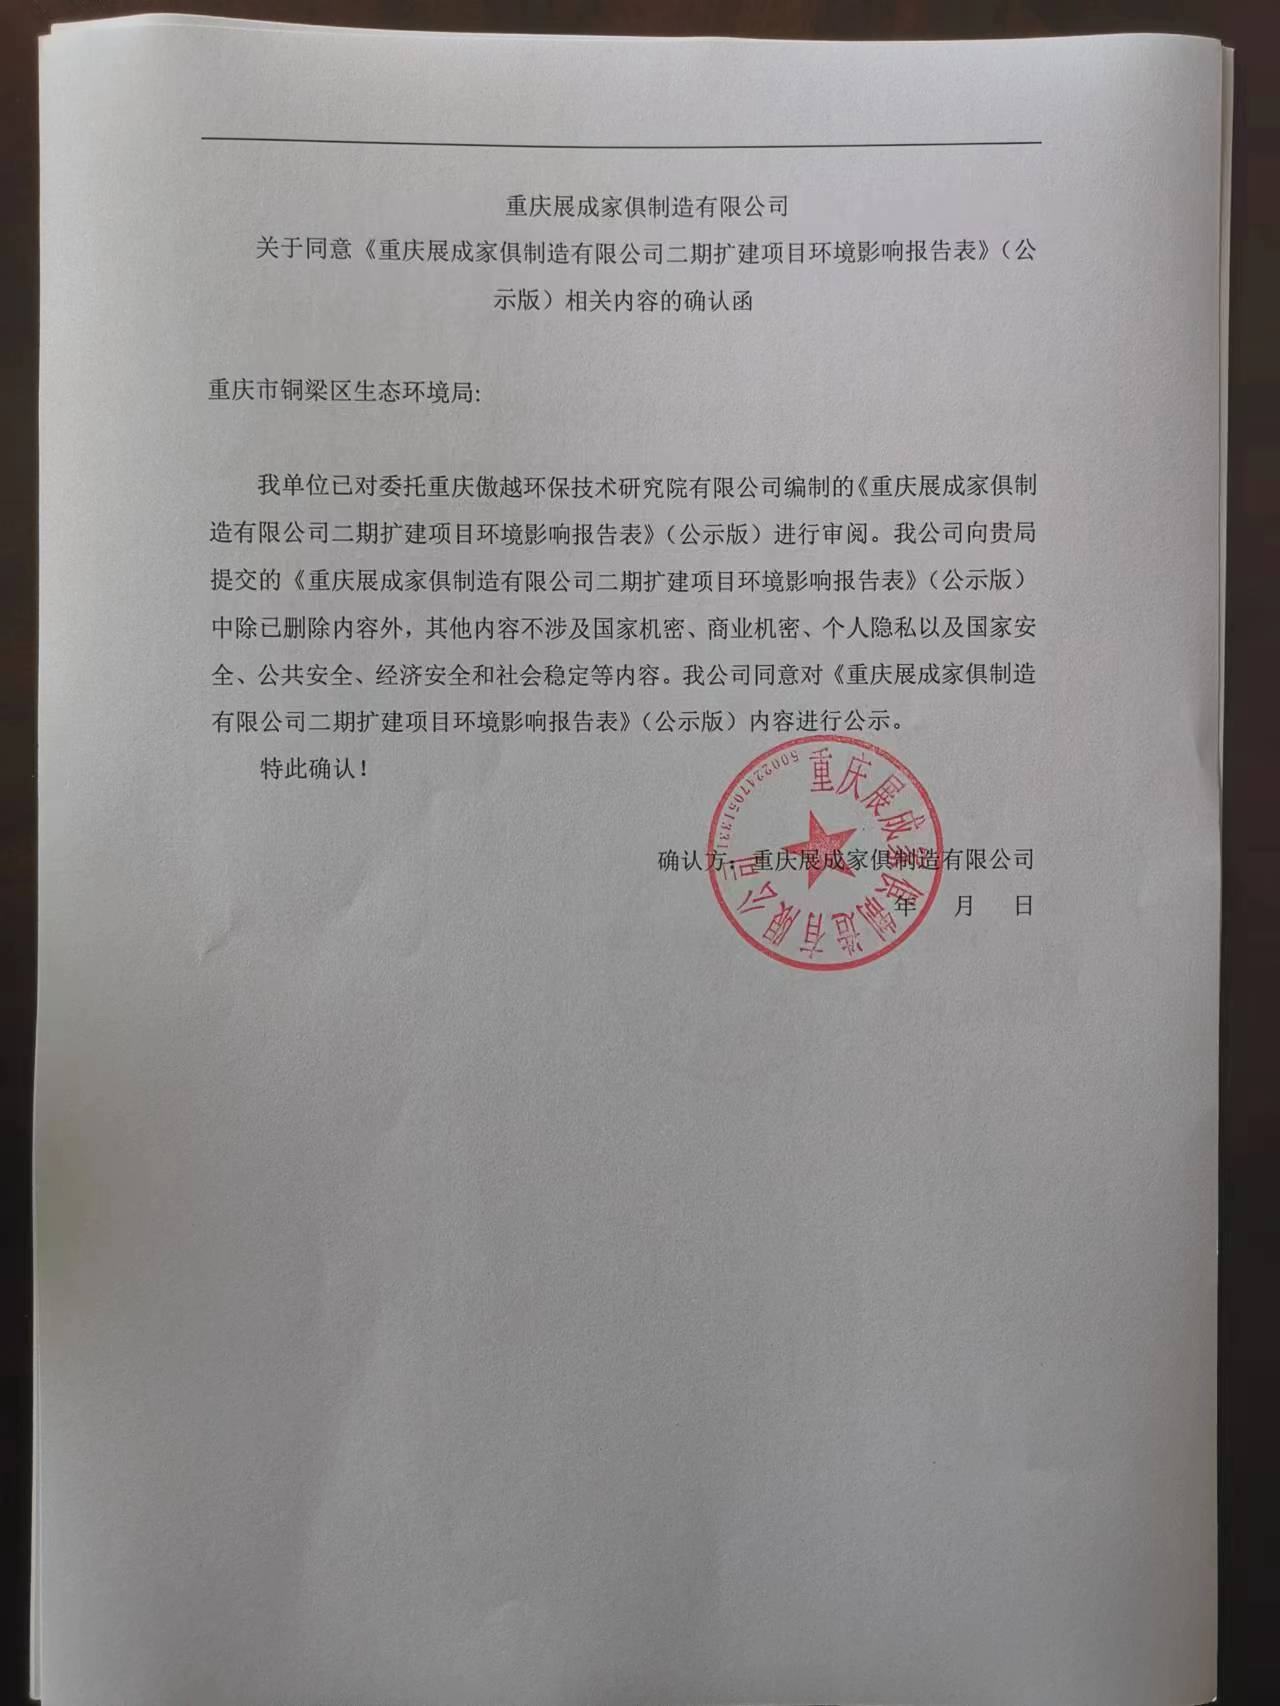 重庆展成家俱制造有限公司
关于同意《重庆展成家俱制造有限公司二期扩建项目环境影响报告表》（公
示版）相关内容的确认函
重庆市铜梁区生态环境局:
我单位已对委托重庆傲越环保技术研究院有限公司编制的《重庆展成家俱制
造有限公司二期扩建项目环境影响报告表》（公示版）进行审阅。我公司向贵局
提交的《重庆展成家俱制造有限公司二期扩建项目环境影响报告表》（公示版）
中除已删除内容外，其他内容不涉及国家机密、商业机密、个人隐私以及国家安
全、公共安全、经济安全和社会稳定等内容。我公司同意对《重庆展成家俱制造
有限公司二期扩建项目环境影响报告表》（公示版）内容进行公示。
特此确认！
确认方：重庆展成家俱制造有限公司
年 月 日
重庆展成家俱制造有限公司
5002247051331